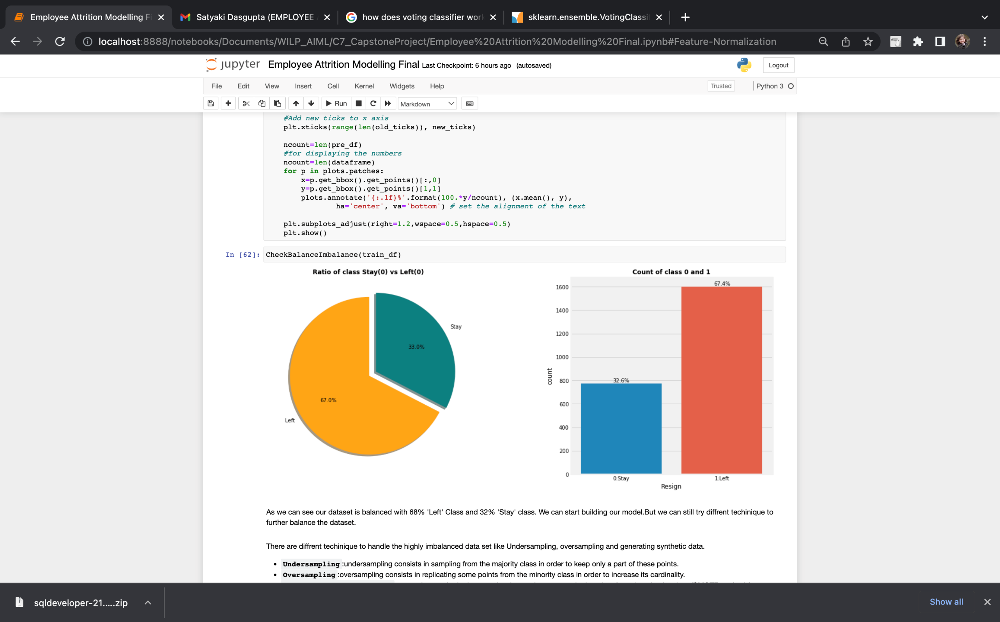 Employee Attrition Modelling Fi
Satyaki Dasgupta (EMPLOYEE
how does voting classifier wor
sklearn.ensemble.VotingClassi
localhost:8888/notebooks/Documents/WILP_AIML/C7_CapstoneProject/Employee%20Attrition%20Modelling%20Final.ipynb#Feature-Normalization
jupyter Employee Attrition Modelling Final Last Checkpoint: 6 hours ago (autosaved)
Logout
File Edit View Insert Cell Kernel Widgets Help
Trusted
Python 3
Run
Markdown
#Add new ticks to x axis
plt.xticks(range(len(old_ticks)), new_ticks)
ncount=len(pre_df)
#for displaying the numbers
ncount=len(dataframe)
for p in plots.patches:
x=p.get_bbox().get_points()[:,0]
y=p.get_bbox().get_points()[1,1]
plots.annotate('{:.1f}%'.format(100.*y/ncount), (x.mean(), y),
ha='center', va='bottom') # set the alignment of the text
plt.subplots_adjust(right=1.2,wspace=0.5,hspace=0.5)
plt.show()
In [62]: CheckBalanceImbalance(train_df)
Ratio of class Stay(0) vs Left(0)
Stay
33.0%
67.0%
Left
Count of class 0 and 1
67.4%
1600
1400
1200
1000
800
32.6%
600
400
200
0
count
0:Stay 1:Left
Resign
As we can see our dataset is balanced with 68% 'Left' Class and 32% 'Stay' class. We can start building our model.But we can still try diffrent techinique to
further balance the dataset.
There are diffrent techinique to handle the highly imbalanced data set like Undersampling, oversampling and generating synthetic data.
• Undersampling :undersampling consists in sampling from the majority class in order to keep only a part of these points.
• Oversampling :oversampling consists in replicating some points from the minority class in order to increase its cardinality.
sqldeveloper-21.....zip
Show all